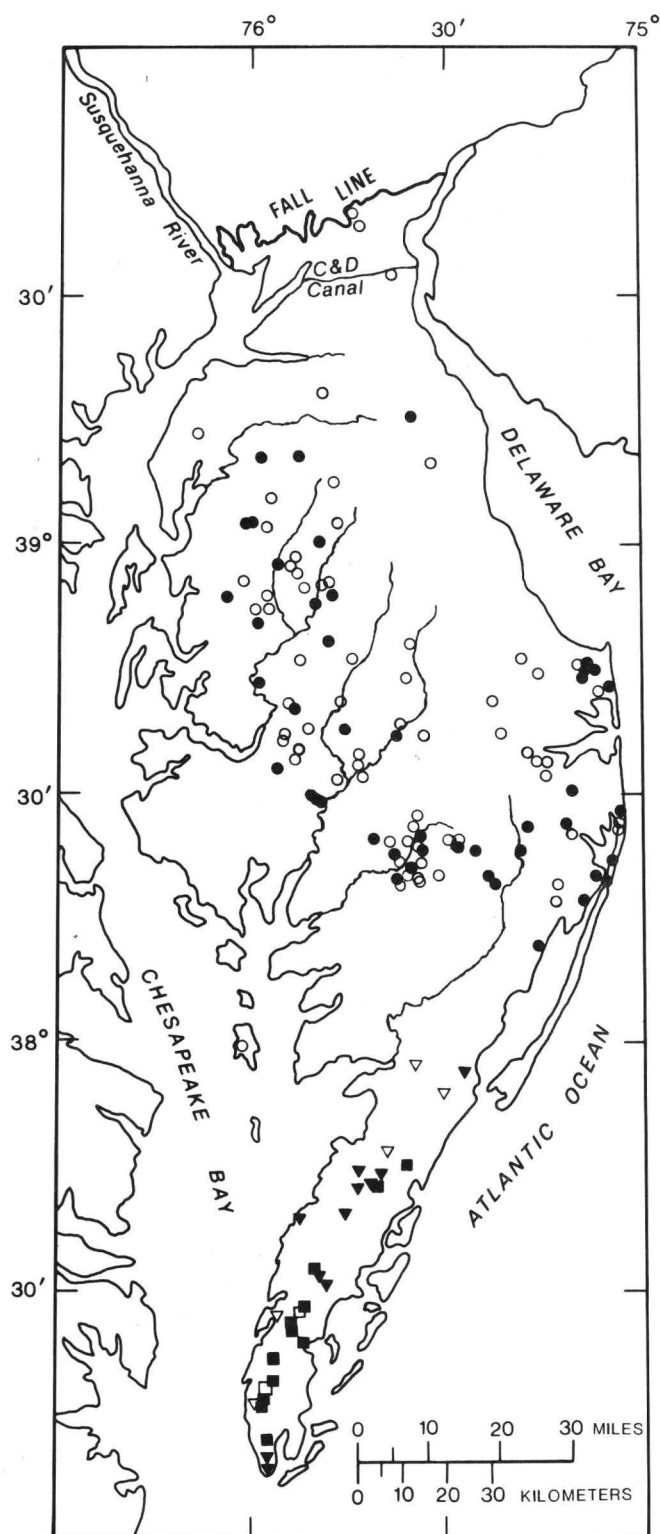 76° 30′ 75°
Susquehanna River
FALL LINE
C&D
Canal
30′
DELAWARE BAY
39°
30′
CHESAPEAKE BAY
38°
ATLANTIC OCEAN
30′
0 10 20 30 MILES
0 10 20 30 KILOMETERS